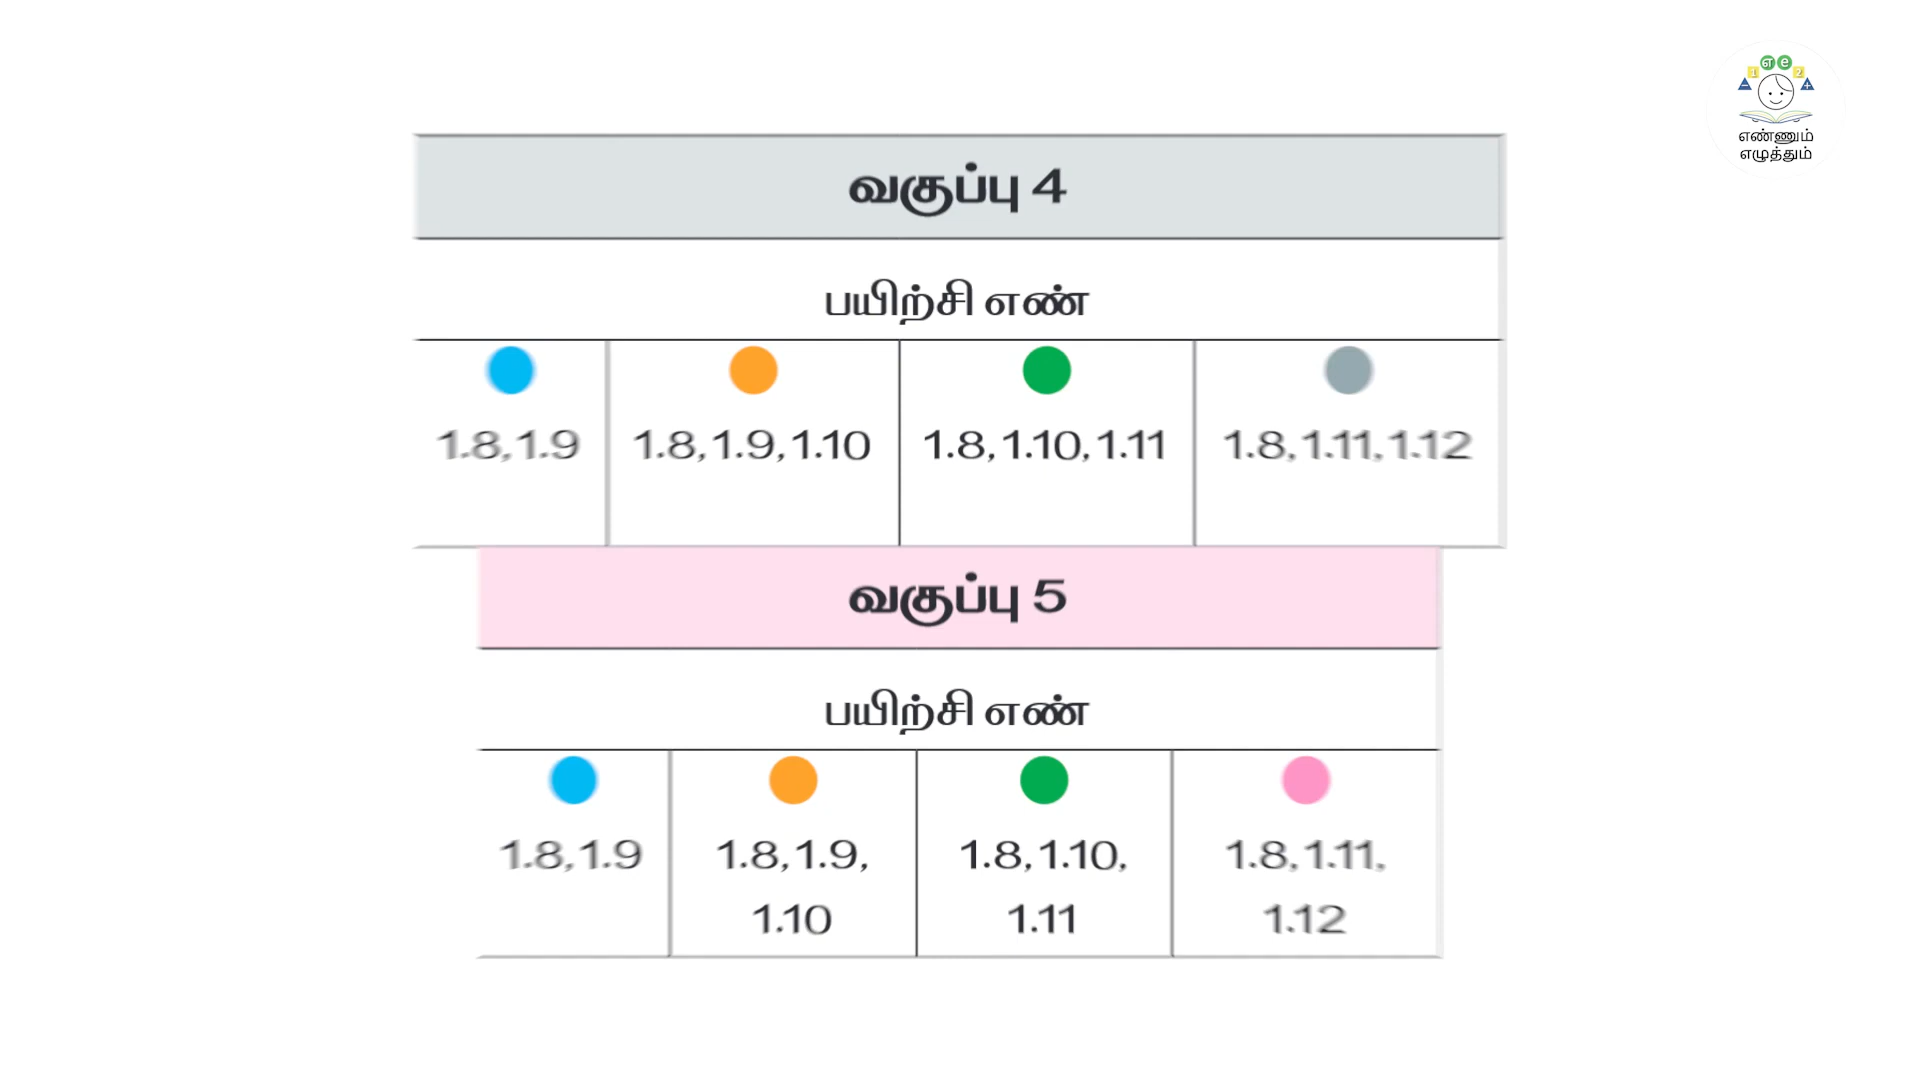 எ e
1 2
எண்ணும்
எழுத்தும்
வகுப்பு 4
பயிற்சி எண்
1.8, 1.9 1.8, 1.9, 1.10 1.8, 1.10, 1.11 1.8, 1.11, 1.12
வகுப்பு 5
பயிற்சி எண்
1.8, 1.9 1.8, 1.9, 1.8, 1.10, 1.8, 1.11,
1.10 1.11 1.12